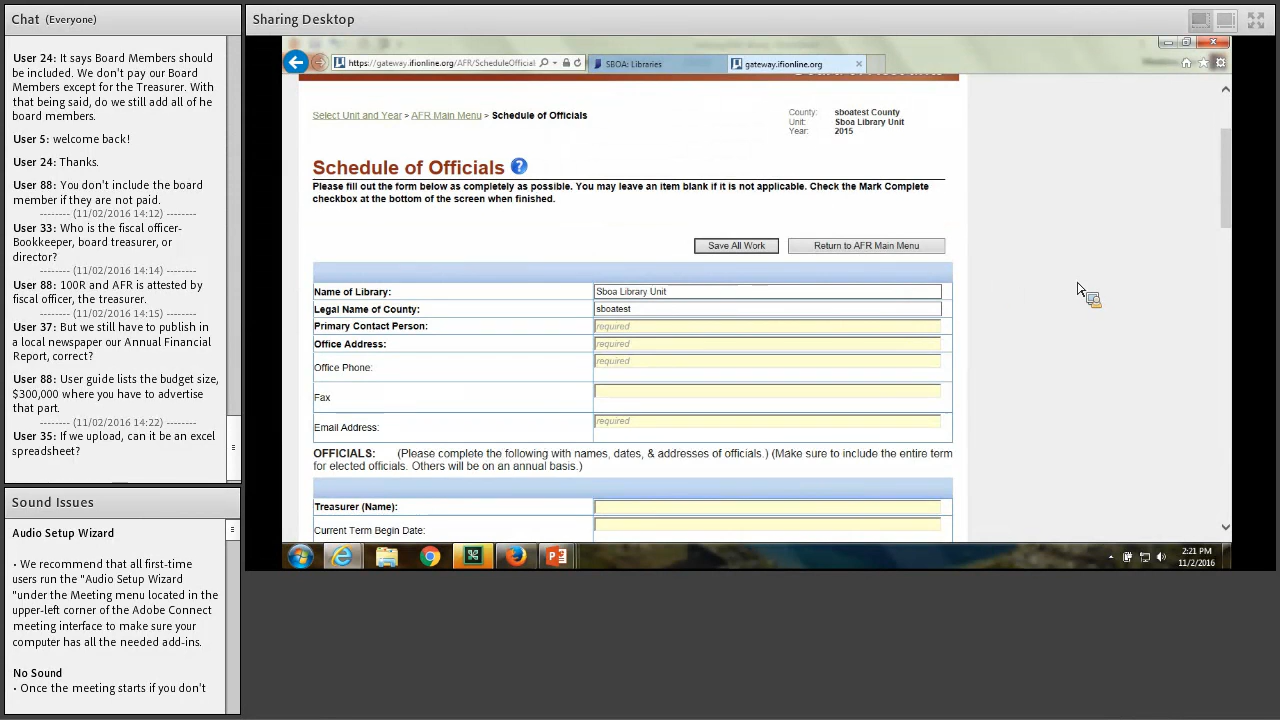 Chat (Everyone)
User 24: It says Board Members should
be included. We don't pay our Board
Members except for the Treasurer. With
that being said, do we still add all of he
board members.
User 5: welcome back!
User 24: Thanks.
User 88: You don't include the board
member if they are not paid.
-------- (11/02/2016 14:12) --------
User 33: Who is the fiscal officer-
Bookkeeper, board treasurer, or
director?
-------- (11/02/2016 14:14) --------
User 88: 100R and AFR is attested by
fiscal officer, the treasurer.
-------- (11/02/2016 14:15) --------
User 37: But we still have to publish in
a local newspaper our Annual Financial
Report, correct?
User 88: User guide lists the budget size,
$300,000 where you have to advertise
that part.
-------- (11/02/2016 14:22) --------
User 35: If we upload, can it be an excel
spreadsheet?
Sound Issues
Audio Setup Wizard
• We recommend that all first-time
users run the "Audio Setup Wizard
"under the Meeting menu located in the
upper-left corner of the Adobe Connect
meeting interface to make sure your
computer has all the needed add-ins.
No Sound
• Once the meeting starts if you don't
Sharing Desktop
https://gateway.ifionline.org/AFR/ScheduleOfficial
SBOA: Libraries
gateway.ifionline.org
Select Unit and Year > AFR Main Menu > Schedule of Officials
County: sboatest County
Unit: Sboa Library Unit
Year: 2015
Schedule of Officials ?
Please fill out the form below as completely as possible. You may leave an item blank if it is not applicable. Check the Mark Complete
checkbox at the bottom of the screen when finished.
Save All Work
Return to AFR Main Menu
Name of Library: Sboa Library Unit
Legal Name of County: sboatest
Primary Contact Person: required
Office Address: required
Office Phone: required
Fax
Email Address: required
OFFICIALS: (Please complete the following with names, dates, & addresses of officials.) (Make sure to include the entire term
for elected officials. Others will be on an annual basis.)
Treasurer (Name):
Current Term Begin Date:
2:21 PM
11/2/2016